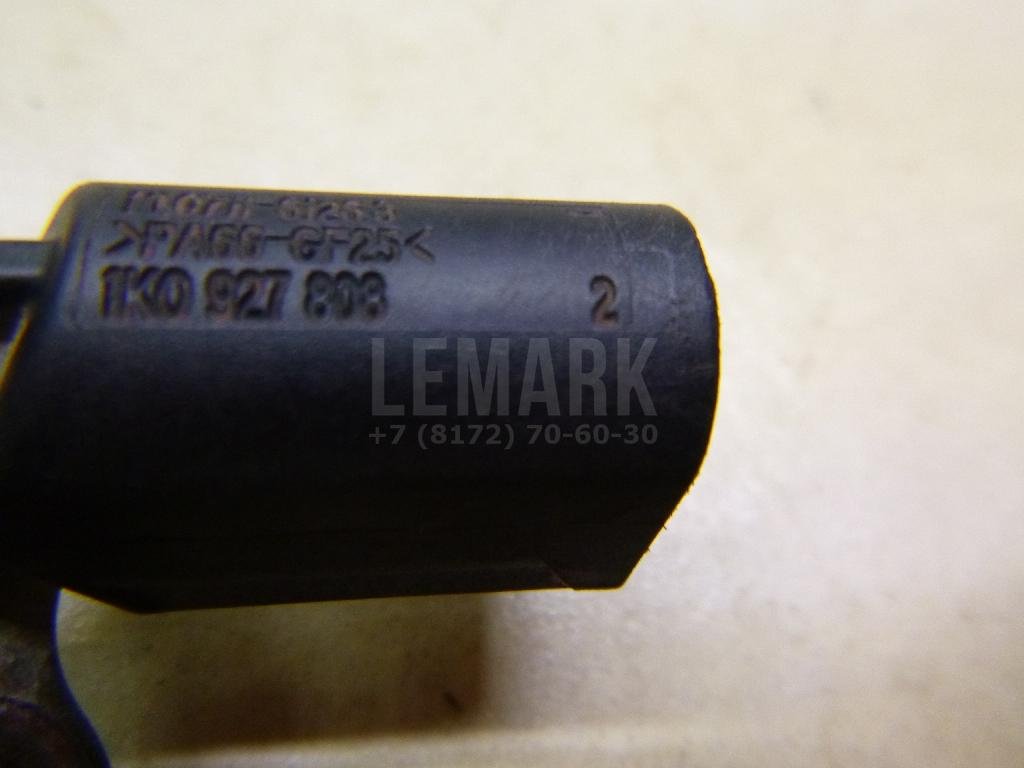 >PA66-GF25<
1K0 927 808 2
LEMARK
+7 (8172) 70-60-30